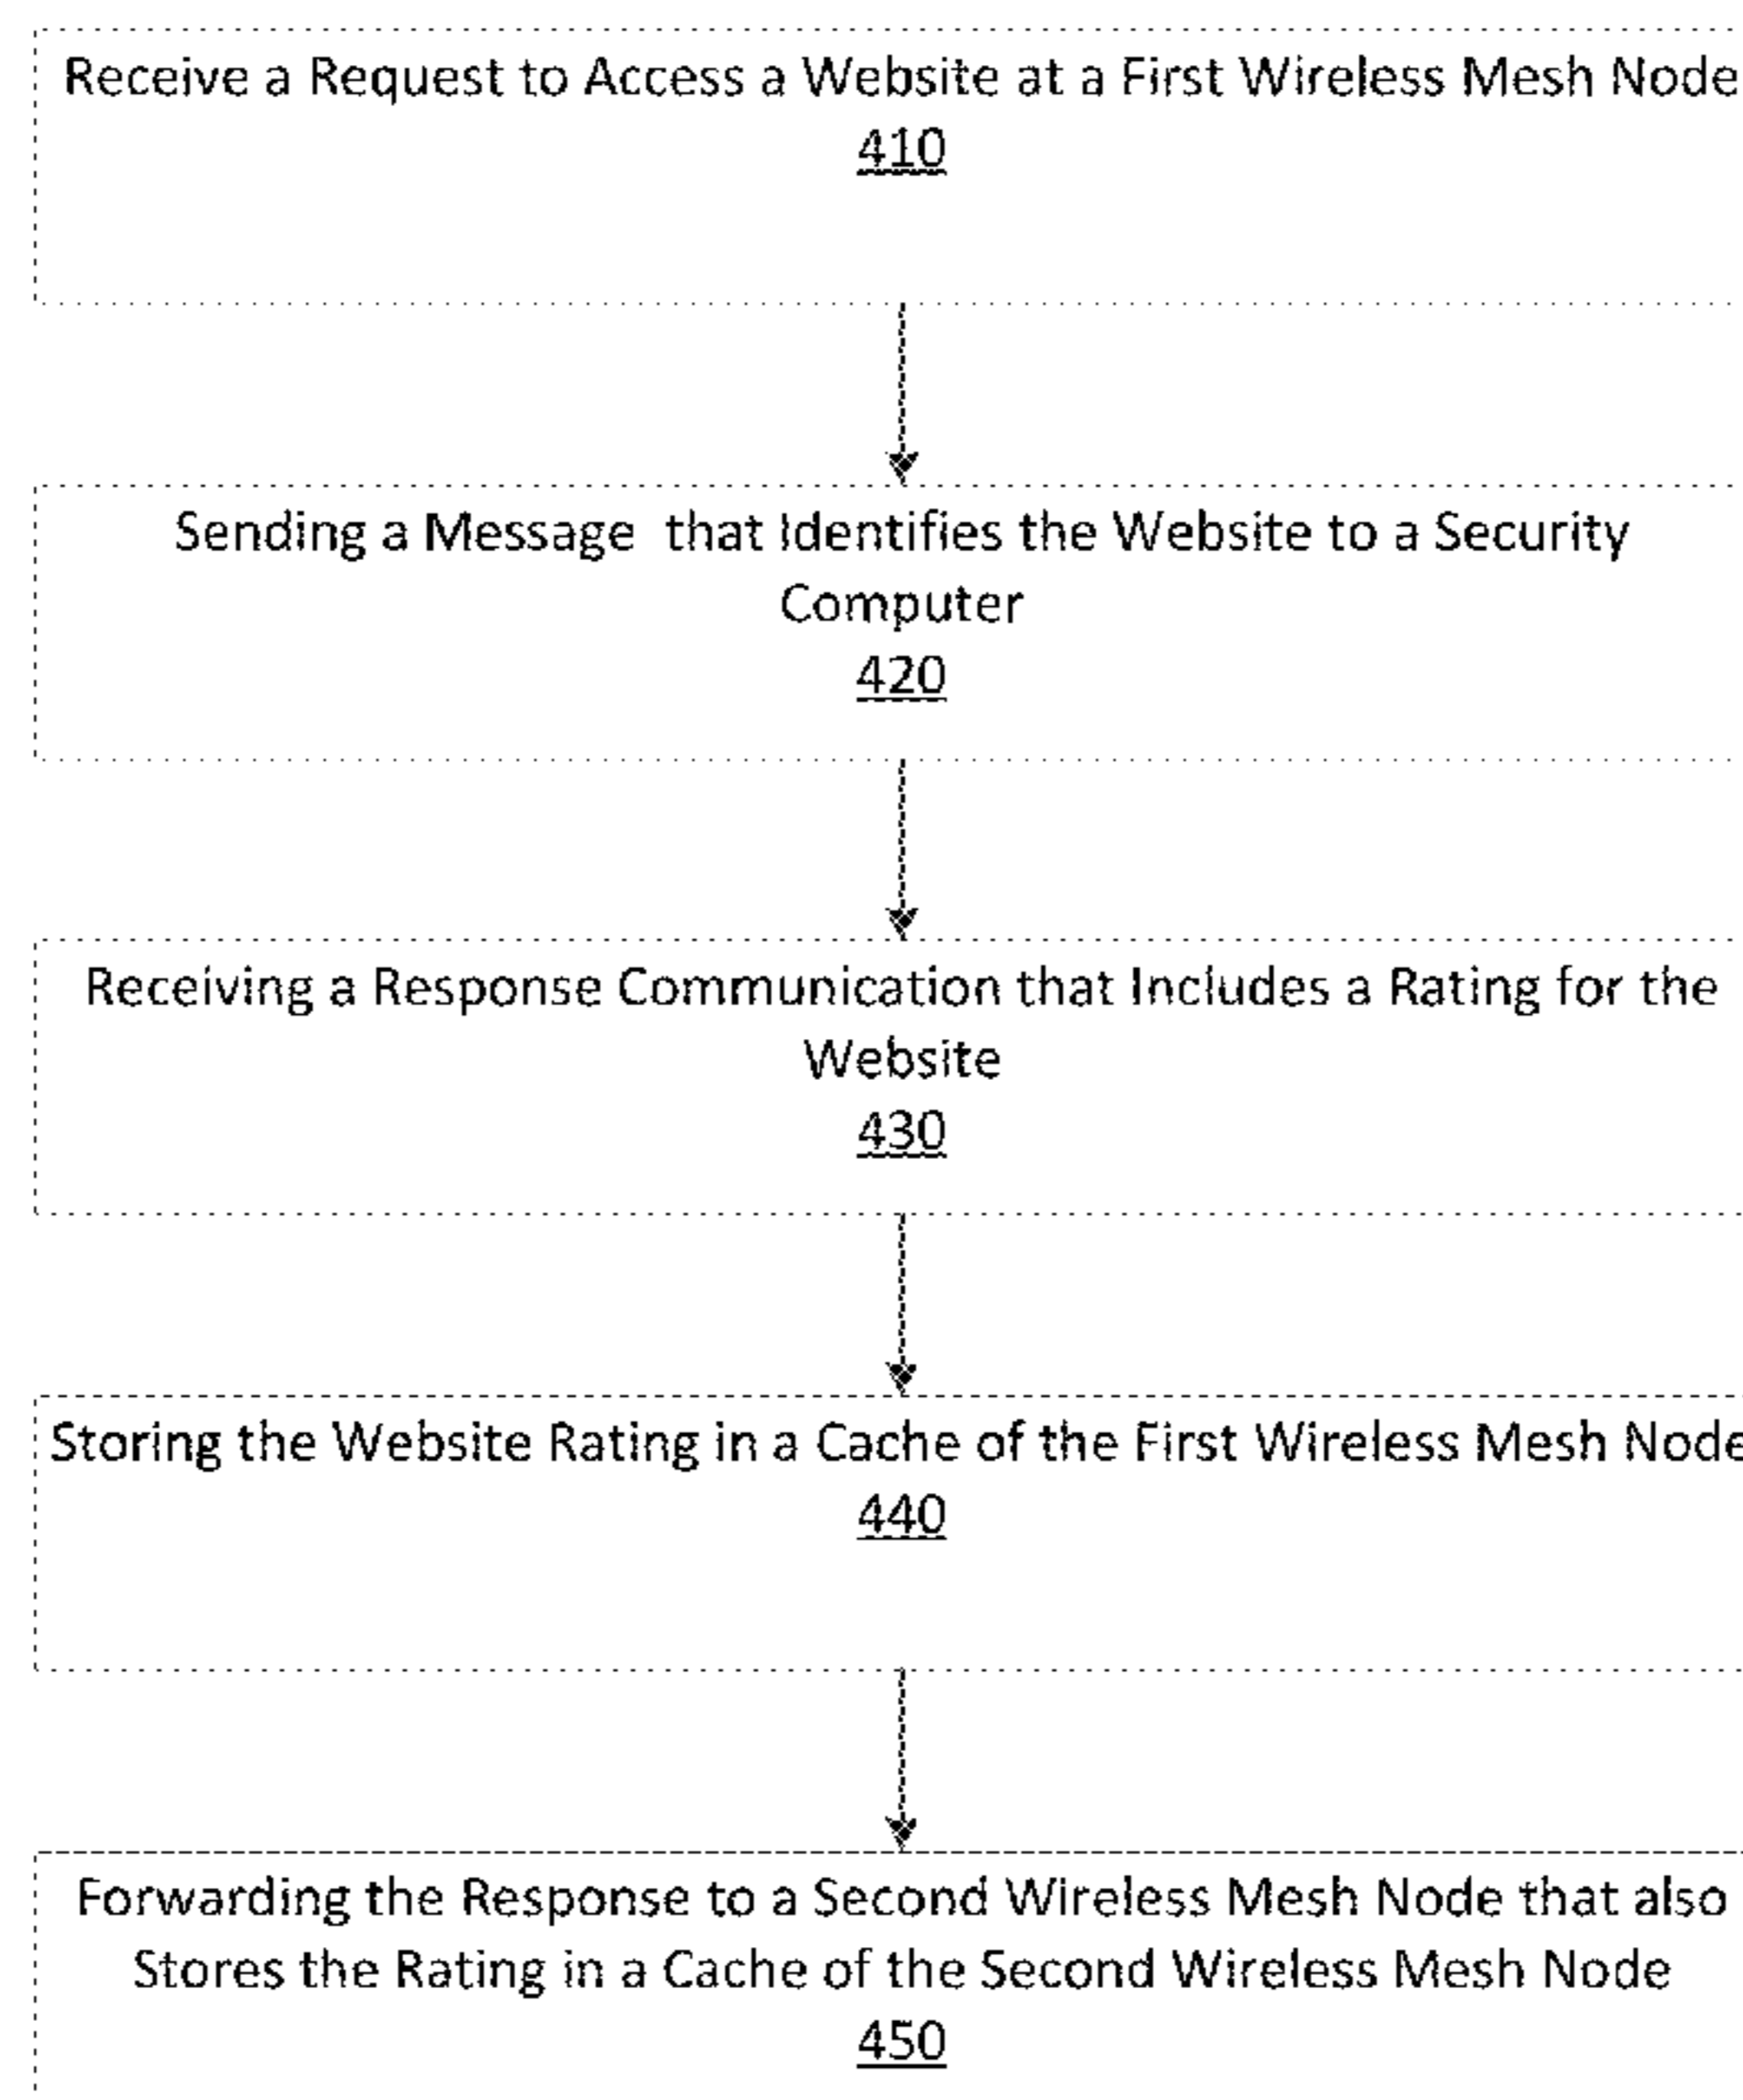 Receive a Request to Access a Website at a First Wireless Mesh Node
410
Sending a Message that Identifies the Website to a Security
Computer
420
Receiving a Response Communication that Includes a Rating for the
Website
430
Storing the Website Rating in a Cache of the First Wireless Mesh Node
440
Forwarding the Response to a Second Wireless Mesh Node that also
Stores the Rating in a Cache of the Second Wireless Mesh Node
450